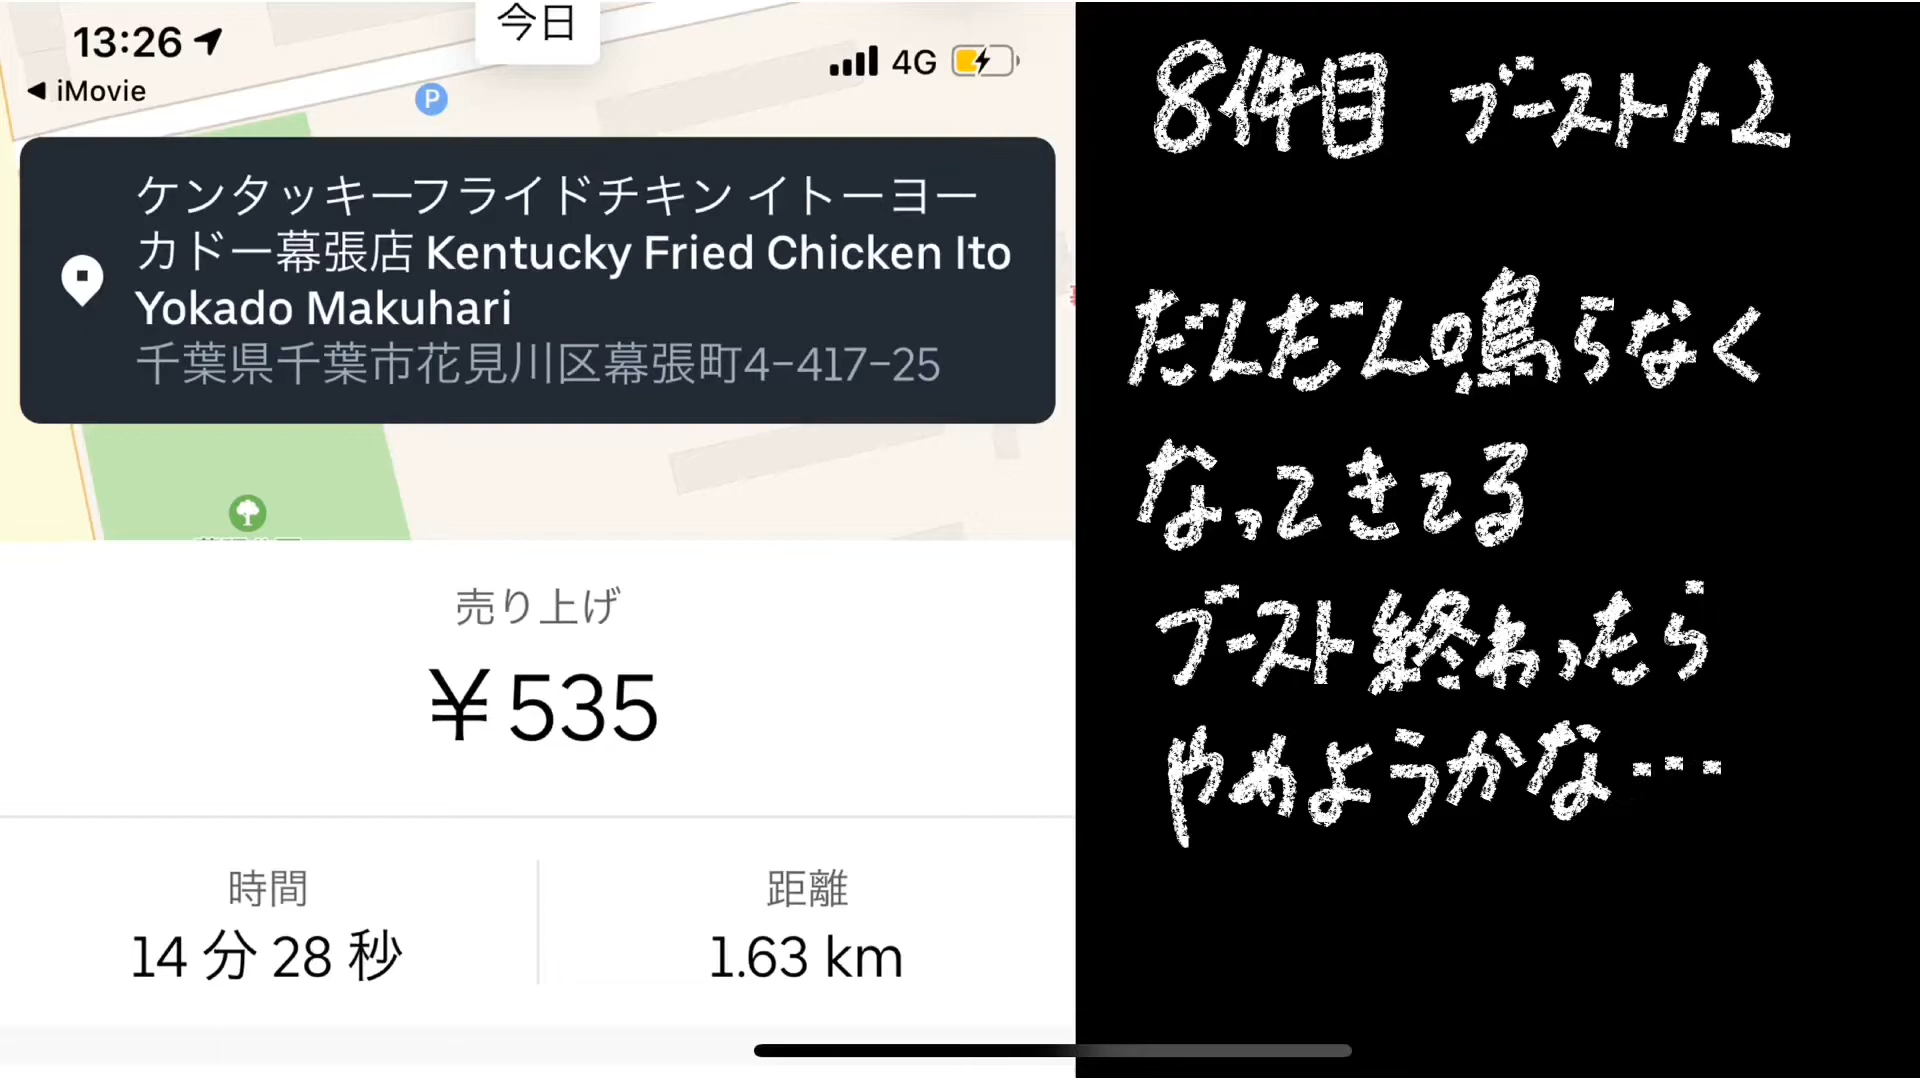 今日
13:26
4G
◀ iMovie
P
ケンタッキーフライドチキン イトーヨー
カドー幕張店 Kentucky Fried Chicken Ito
Yokado Makuhari
千葉県千葉市花見川区幕張町4-417-25
売り上げ
¥535
時間
14 分 28 秒
距離
1.63 km
8件目 ブースト1.2
だんだん鳴らなく
なってきてる
ブースト終わったら
やめようかな…